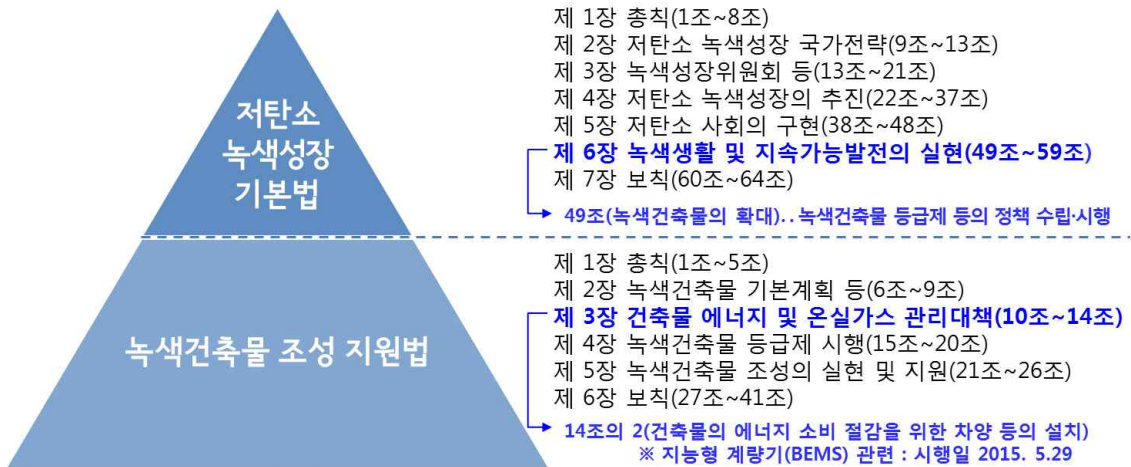 저탄소
녹색성장
기본법
제 1장 총칙(1조~8조)
제 2장 저탄소 녹색성장 국가전략(9조~13조)
제 3장 녹색성장위원회 등(13조~21조)
제 4장 저탄소 녹색성장의 추진(22조~37조)
제 5장 저탄소 사회의 구현(38조~48조)
제 6장 녹색생활 및 지속가능발전의 실현(49조~59조)
제 7장 보칙(60조~64조)
49조(녹색건축물의 확대)..녹색건축물 등급제 등의 정책 수립·시행
녹색건축물 조성 지원법
제 1장 총칙(1조~5조)
제 2장 녹색건축물 기본계획 등(6조~9조)
제 3장 건축물 에너지 및 온실가스 관리대책(10조~14조)
제 4장 녹색건축물 등급제 시행(15조~20조)
제 5장 녹색건축물 조성의 실현 및 지원(21조~26조)
제 6장 보칙(27조~41조)
14조의 2(건축물의 에너지 소비 절감을 위한 차양 등의 설치)
※ 지능형 계량기(BEMS) 관련 : 시행일 2015. 5.29